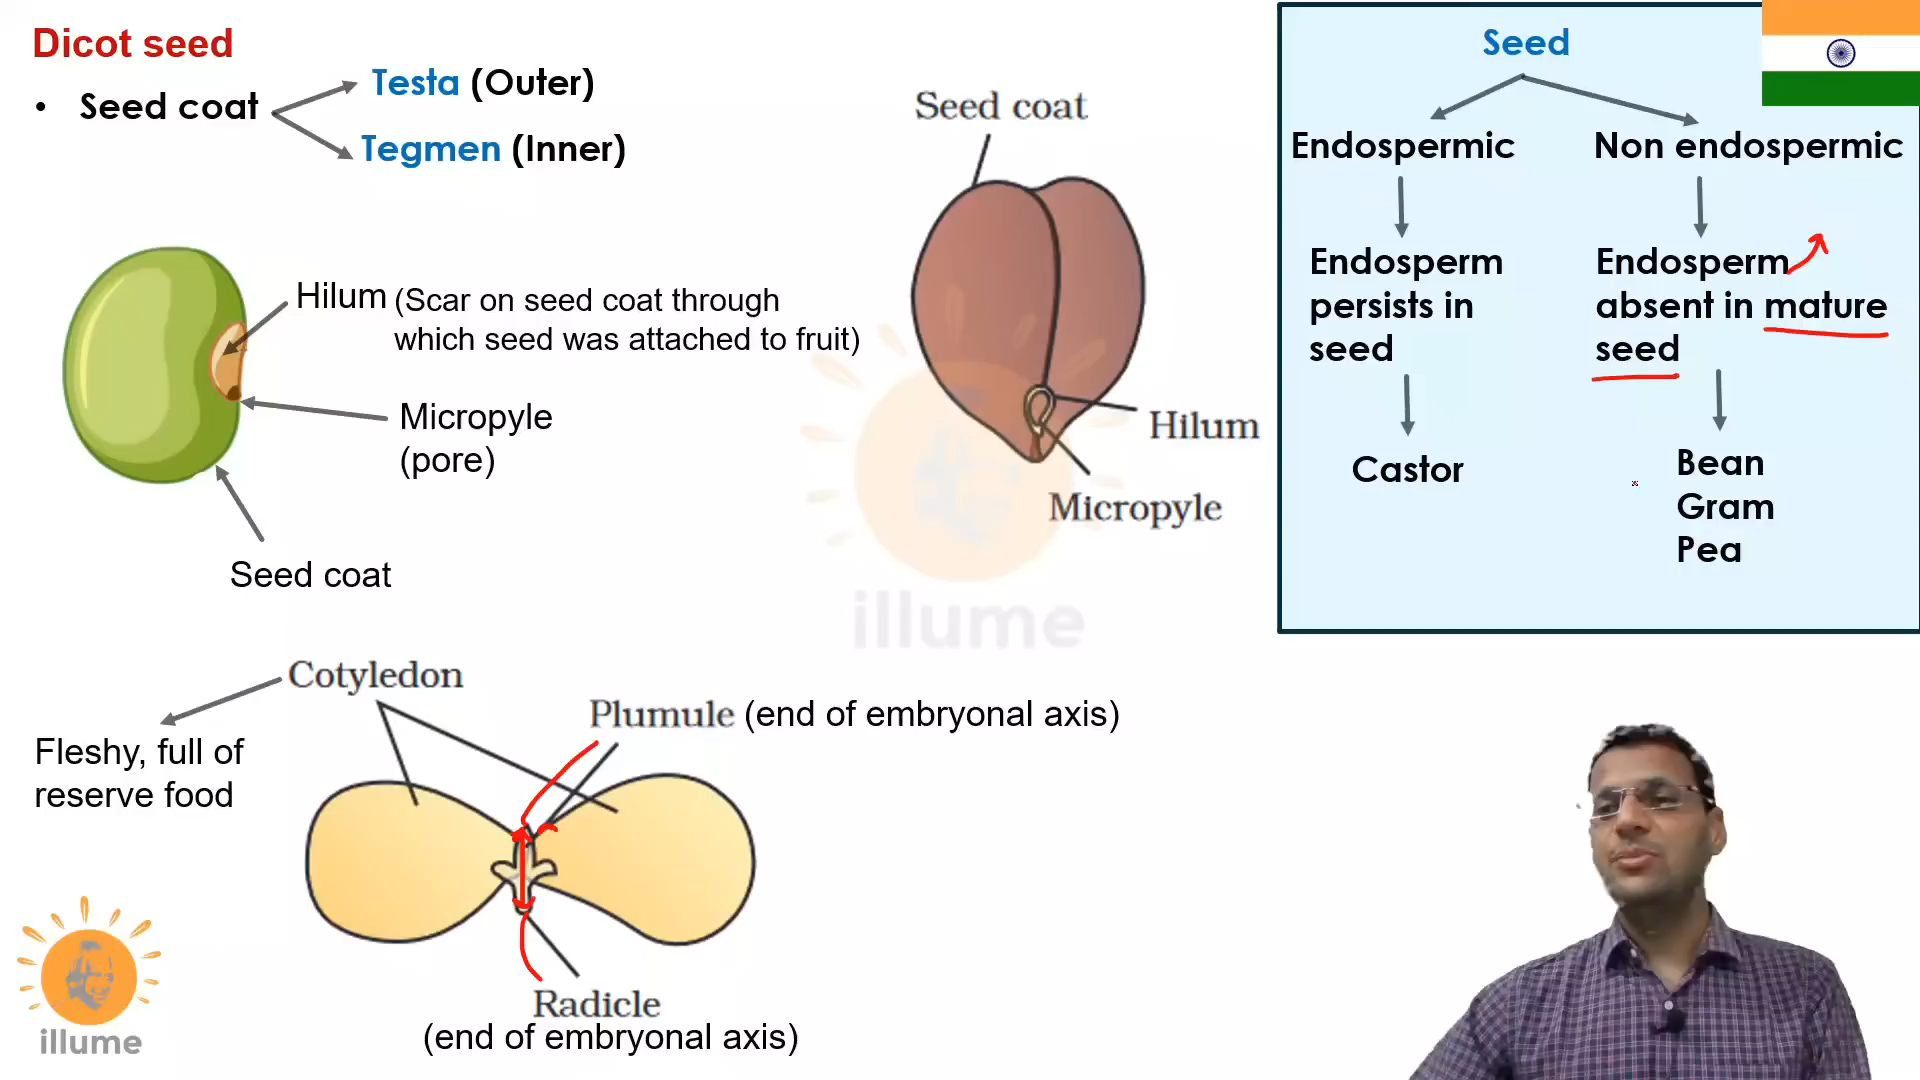 Dicot seed
• Seed coat
Testa (Outer)
Tegmen (Inner)
Hilum (Scar on seed coat through
which seed was attached to fruit)
Micropyle
(pore)
Seed coat
Seed coat
Hilum
Micropyle
illume
Seed
Endospermic
Non endospermic
Endosperm
persists in
seed
Endosperm
absent in mature
seed
Castor
Bean
Gram
Pea
Cotyledon
Fleshy, full of
reserve food
Plumule (end of embryonal axis)
Radicle
(end of embryonal axis)
illume